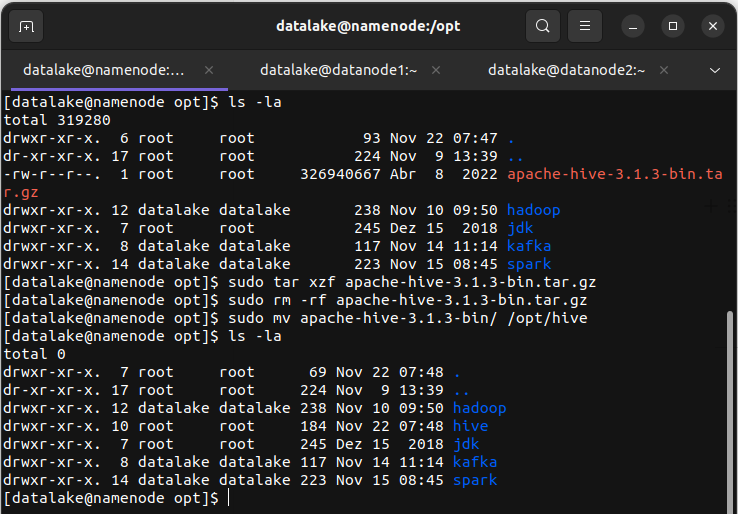 datalake@namenode:/opt
datalake@namenode:... datalake@datanode1:~ datalake@datanode2:~
[datalake@namenode opt]$ ls -la
total 319280
drwxr-xr-x.  6 root     root            93 Nov 22 07:47 .
dr-xr-xr-x. 17 root     root           224 Nov  9 13:39 ..
-rw-r--r--.  1 root     root     326940667 Abr  8  2022 apache-hive-3.1.3-bin.ta
r.gz
drwxr-xr-x. 12 datalake datalake       238 Nov 10 09:50 hadoop
drwxr-xr-x.  7 root     root           245 Dez 15  2018 jdk
drwxr-xr-x.  8 datalake datalake       117 Nov 14 11:14 kafka
drwxr-xr-x. 14 datalake datalake       223 Nov 15 08:45 spark
[datalake@namenode opt]$ sudo tar xzf apache-hive-3.1.3-bin.tar.gz
[datalake@namenode opt]$ sudo rm -rf apache-hive-3.1.3-bin.tar.gz
[datalake@namenode opt]$ sudo mv apache-hive-3.1.3-bin/ /opt/hive
[datalake@namenode opt]$ ls -la
total 0
drwxr-xr-x.  7 root     root      69 Nov 22 07:48 .
dr-xr-xr-x. 17 root     root     224 Nov  9 13:39 ..
drwxr-xr-x. 12 datalake datalake 238 Nov 10 09:50 hadoop
drwxr-xr-x. 10 root     root     184 Nov 22 07:48 hive
drwxr-xr-x.  7 root     root     245 Dez 15  2018 jdk
drwxr-xr-x.  8 datalake datalake 117 Nov 14 11:14 kafka
drwxr-xr-x. 14 datalake datalake 223 Nov 15 08:45 spark
[datalake@namenode opt]$